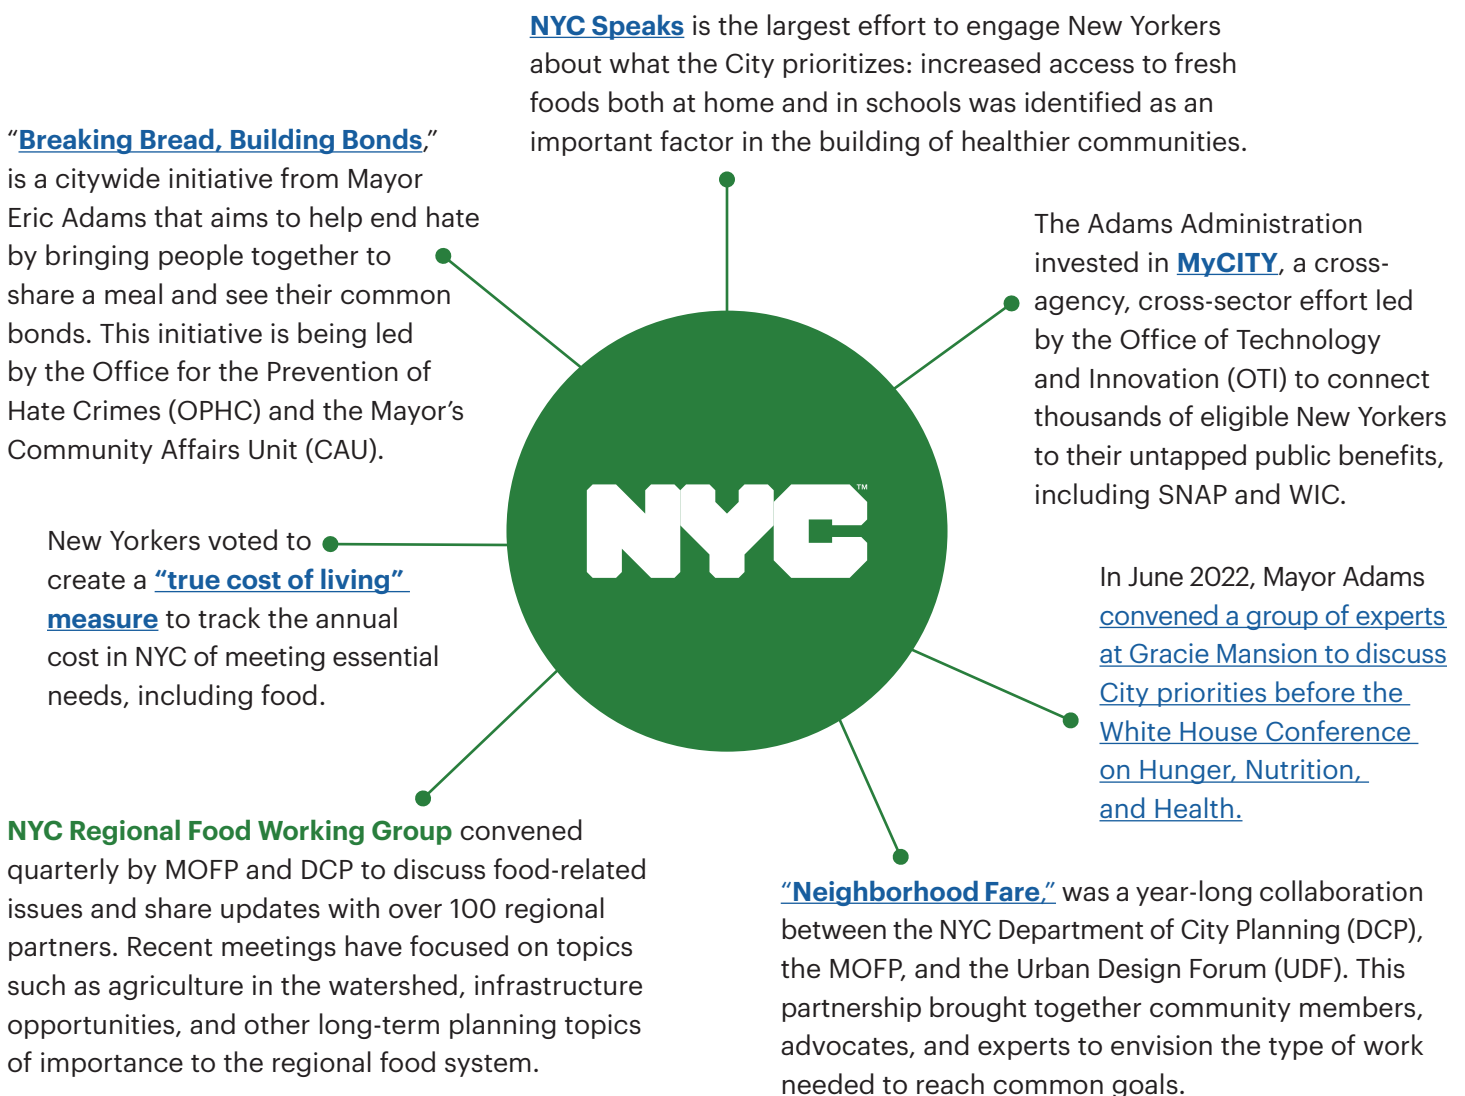 NYC Speaks is the largest effort to engage New Yorkers
about what the City prioritizes: increased access to fresh
foods both at home and in schools was identified as an
important factor in the building of healthier communities.
“Breaking Bread, Building Bonds,”
is a citywide initiative from Mayor
Eric Adams that aims to help end hate
by bringing people together to
share a meal and see their common
bonds. This initiative is being led
by the Office for the Prevention of
Hate Crimes (OPHC) and the Mayor’s
Community Affairs Unit (CAU).
The Adams Administration
invested in MyCITY, a cross-
agency, cross-sector effort led
by the Office of Technology
and Innovation (OTI) to connect
thousands of eligible New Yorkers
to their untapped public benefits,
including SNAP and WIC.
NYC™
New Yorkers voted to
create a “true cost of living”
measure to track the annual
cost in NYC of meeting essential
needs, including food.
In June 2022, Mayor Adams
convened a group of experts
at Gracie Mansion to discuss
City priorities before the
White House Conference
on Hunger, Nutrition,
and Health.
NYC Regional Food Working Group convened
quarterly by MOFP and DCP to discuss food-related
issues and share updates with over 100 regional
partners. Recent meetings have focused on topics
such as agriculture in the watershed, infrastructure
opportunities, and other long-term planning topics
of importance to the regional food system.
“Neighborhood Fare,” was a year-long collaboration
between the NYC Department of City Planning (DCP),
the MOFP, and the Urban Design Forum (UDF). This
partnership brought together community members,
advocates, and experts to envision the type of work
needed to reach common goals.